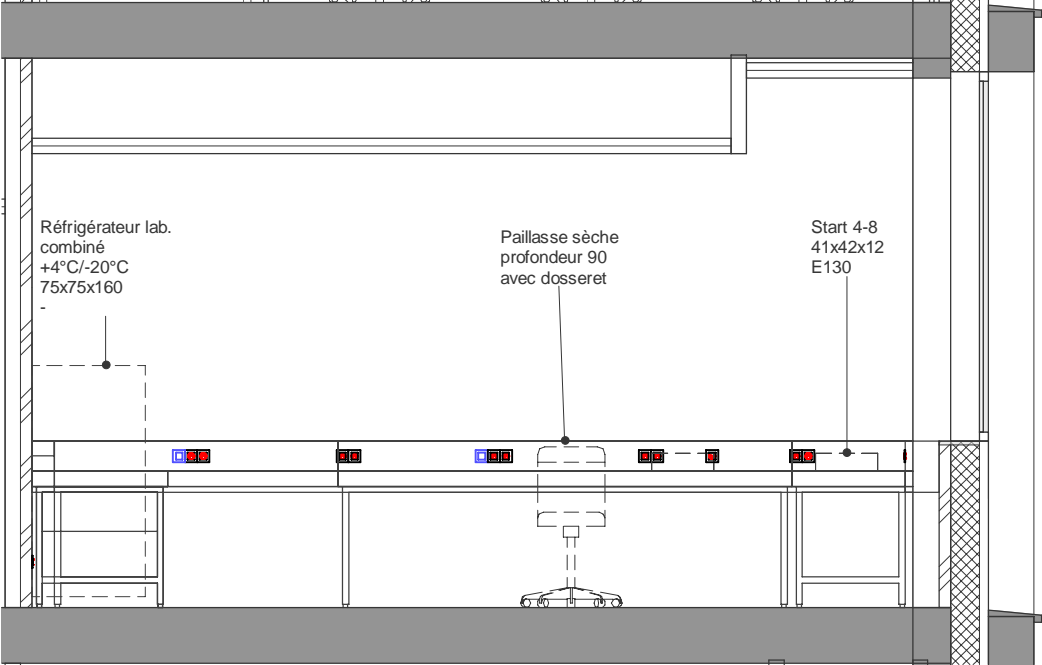 Réfrigérateur lab.
combiné
+4°C/-20°C
75x75x160
-
Paillasse sèche
profondeur 90
avec dosseret
Start 4-8
41x42x12
E130